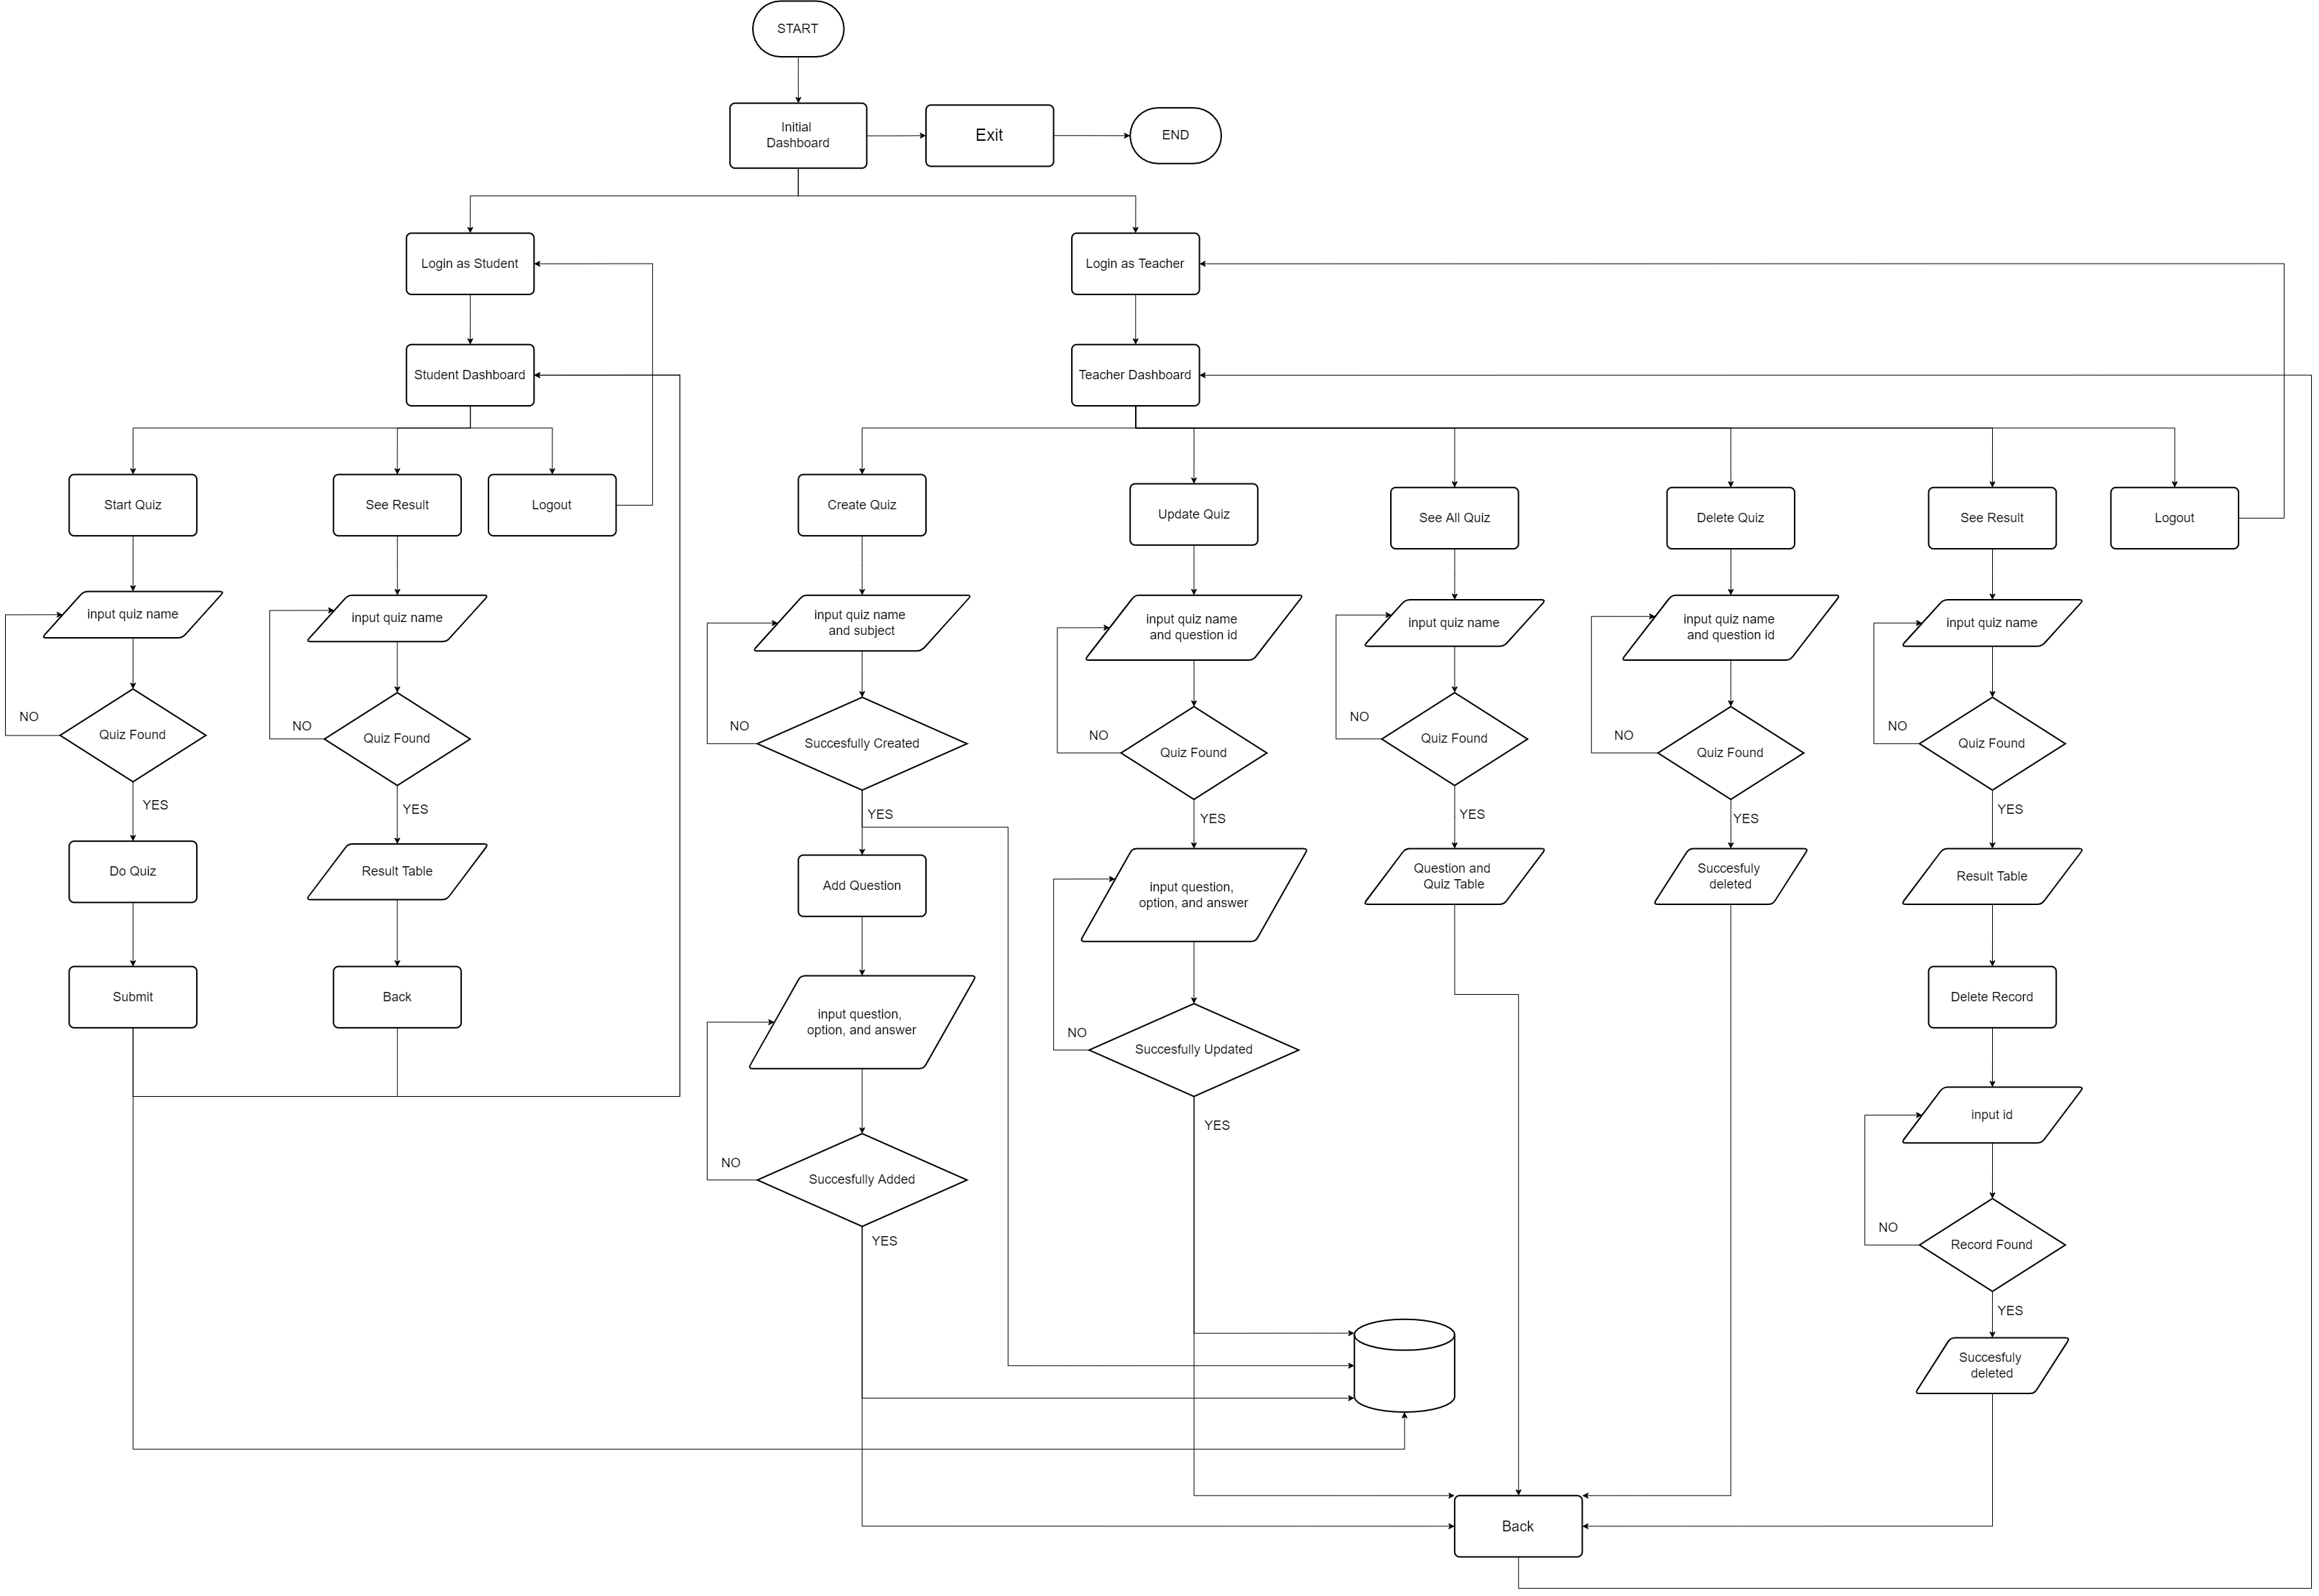 START
Initial
Dashboard
Exit
END
Login as Student
Login as Teacher
Student Dashboard
Teacher Dashboard
Start Quiz
See Result
Logout
Create Quiz
Update Quiz
See All Quiz
Delete Quiz
See Result
Logout
input quiz name
input quiz name
input quiz name
and subject
input quiz name
and question id
input quiz name
input quiz name
and question id
input quiz name
NO
Quiz Found
NO
Quiz Found
NO
Succesfully Created
NO
Quiz Found
NO
Quiz Found
NO
Quiz Found
NO
Quiz Found
YES
YES
YES
YES
YES
YES
YES
Do Quiz
Result Table
Add Question
input question,
option, and answer
Question and
Quiz Table
Succesfuly
deleted
Result Table
Submit
Back
input question,
option, and answer
NO
Succesfully Updated
Delete Record
YES
input id
NO
Succesfully Added
YES
NO
Record Found
YES
Succesfuly
deleted
Back